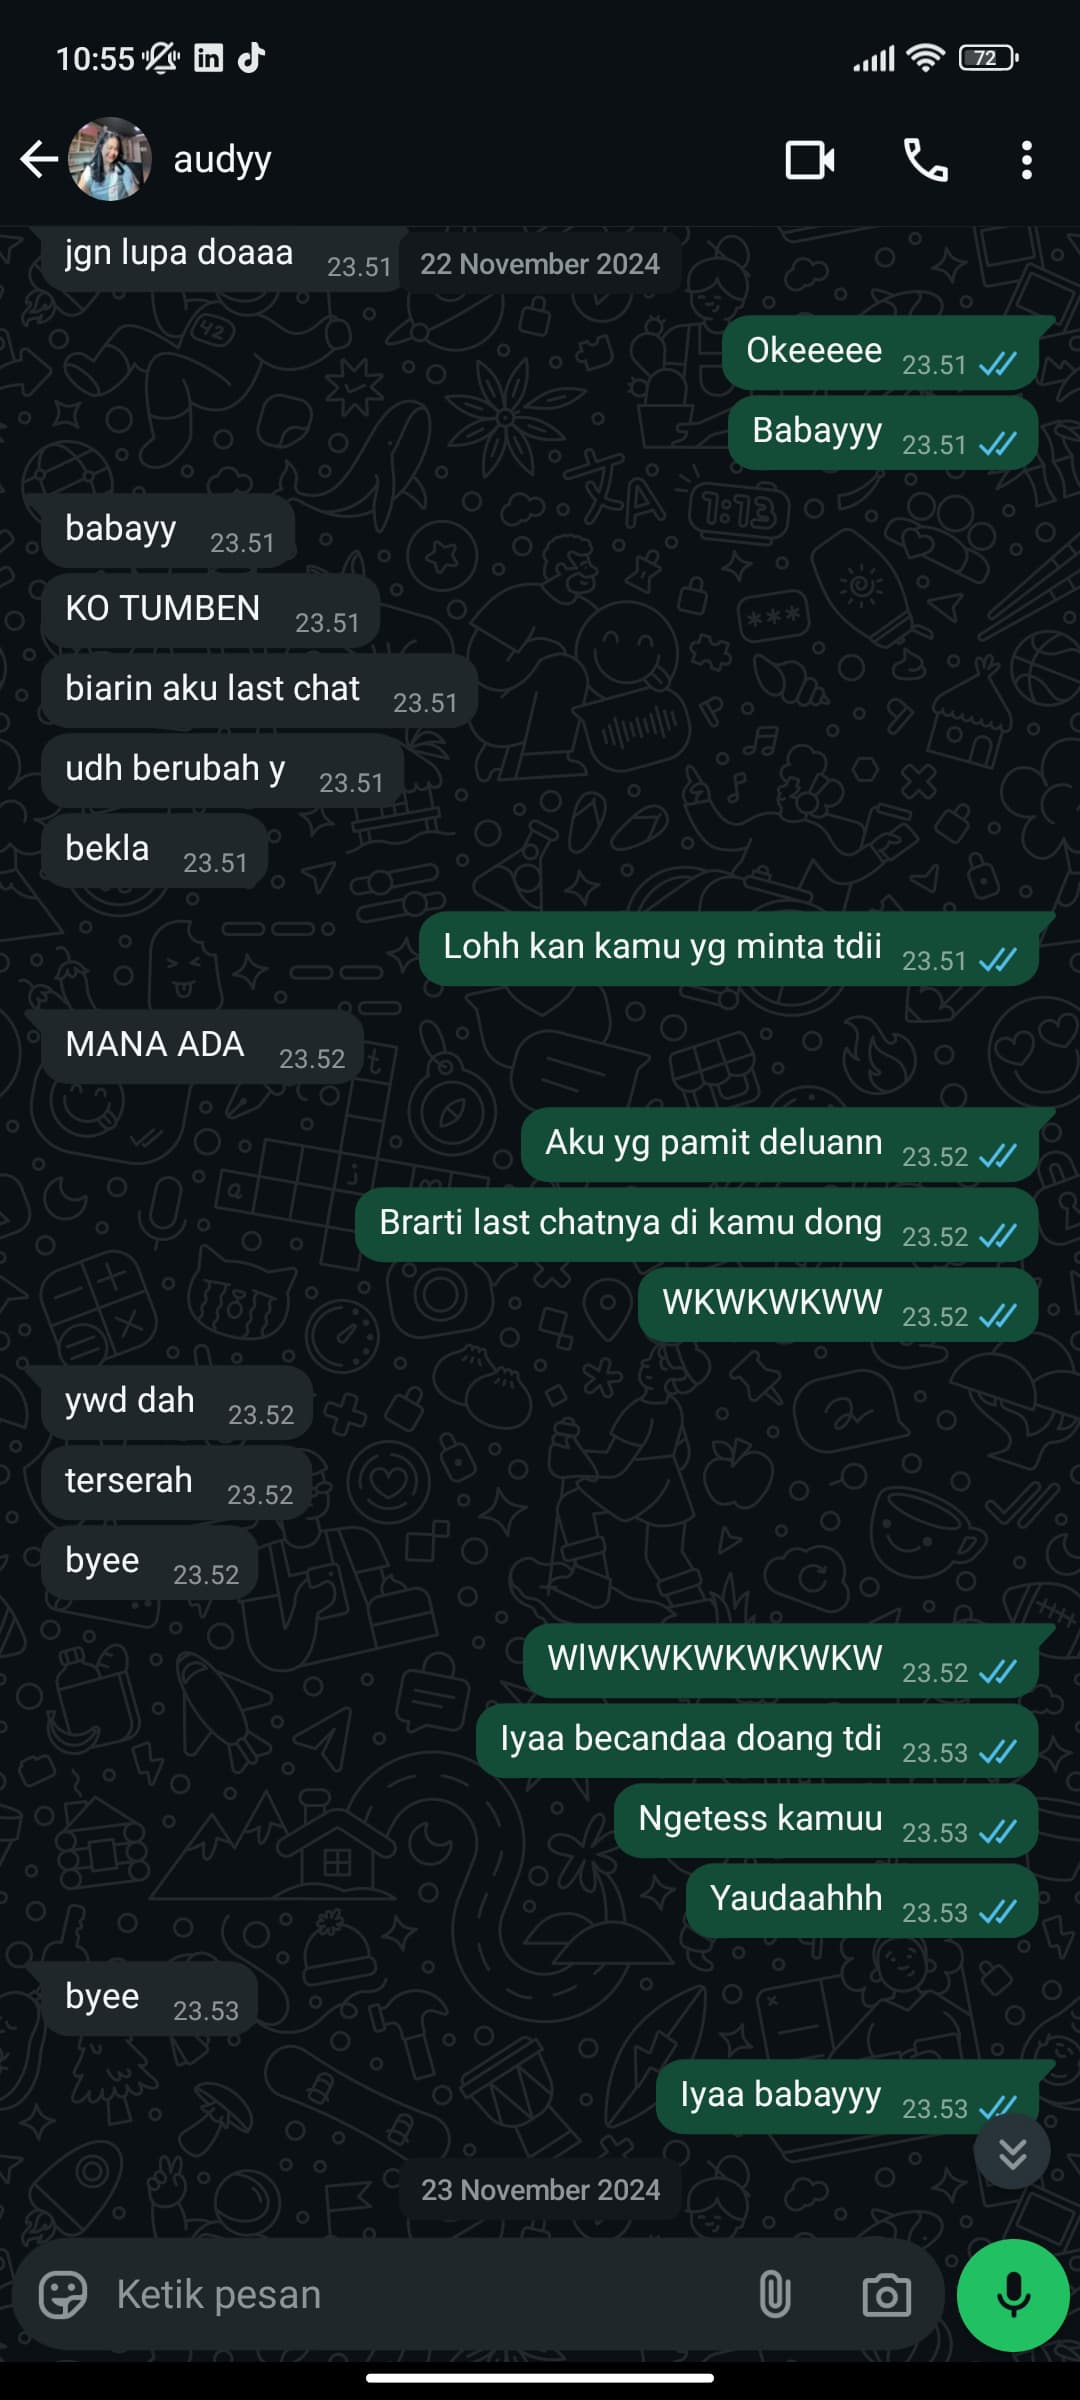 10:55
72
audyy
jgn lupa doaaa 23.51
22 November 2024
Okeeeee 23.51
Babayyy 23.51
babayy 23.51
KO TUMBEN 23.51
biarin aku last chat 23.51
udh berubah y 23.51
bekla 23.51
Lohh kan kamu yg minta tdii 23.51
MANA ADA 23.52
Aku yg pamit deluann 23.52
Brarti last chatnya di kamu dong 23.52
WKWKWKWW 23.52
ywd dah 23.52
terserah 23.52
byee 23.52
WlWKWKWKWKWKW 23.52
Iyaa becandaa doang tdi 23.53
Ngetess kamuu 23.53
Yaudaahhh 23.53
byee 23.53
Iyaa babayyy 23.53
23 November 2024
Ketik pesan